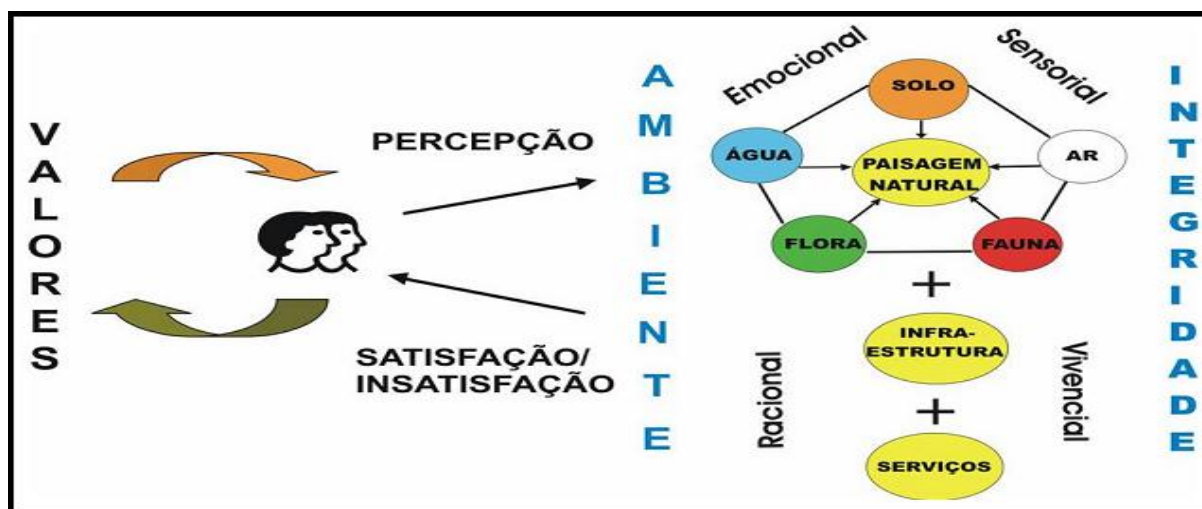 VALORES
PERCEPÇÃO
SATISFAÇÃO/
INSATISFAÇÃO
AMBIENTE
Emocional
Sensorial
SOLO
ÁGUA
PAISAGEM
NATURAL
AR
FLORA
FAUNA
+
INFRA-
ESTRUTURA
+
SERVIÇOS
Racional
Vivencial
INTEGRIDADE